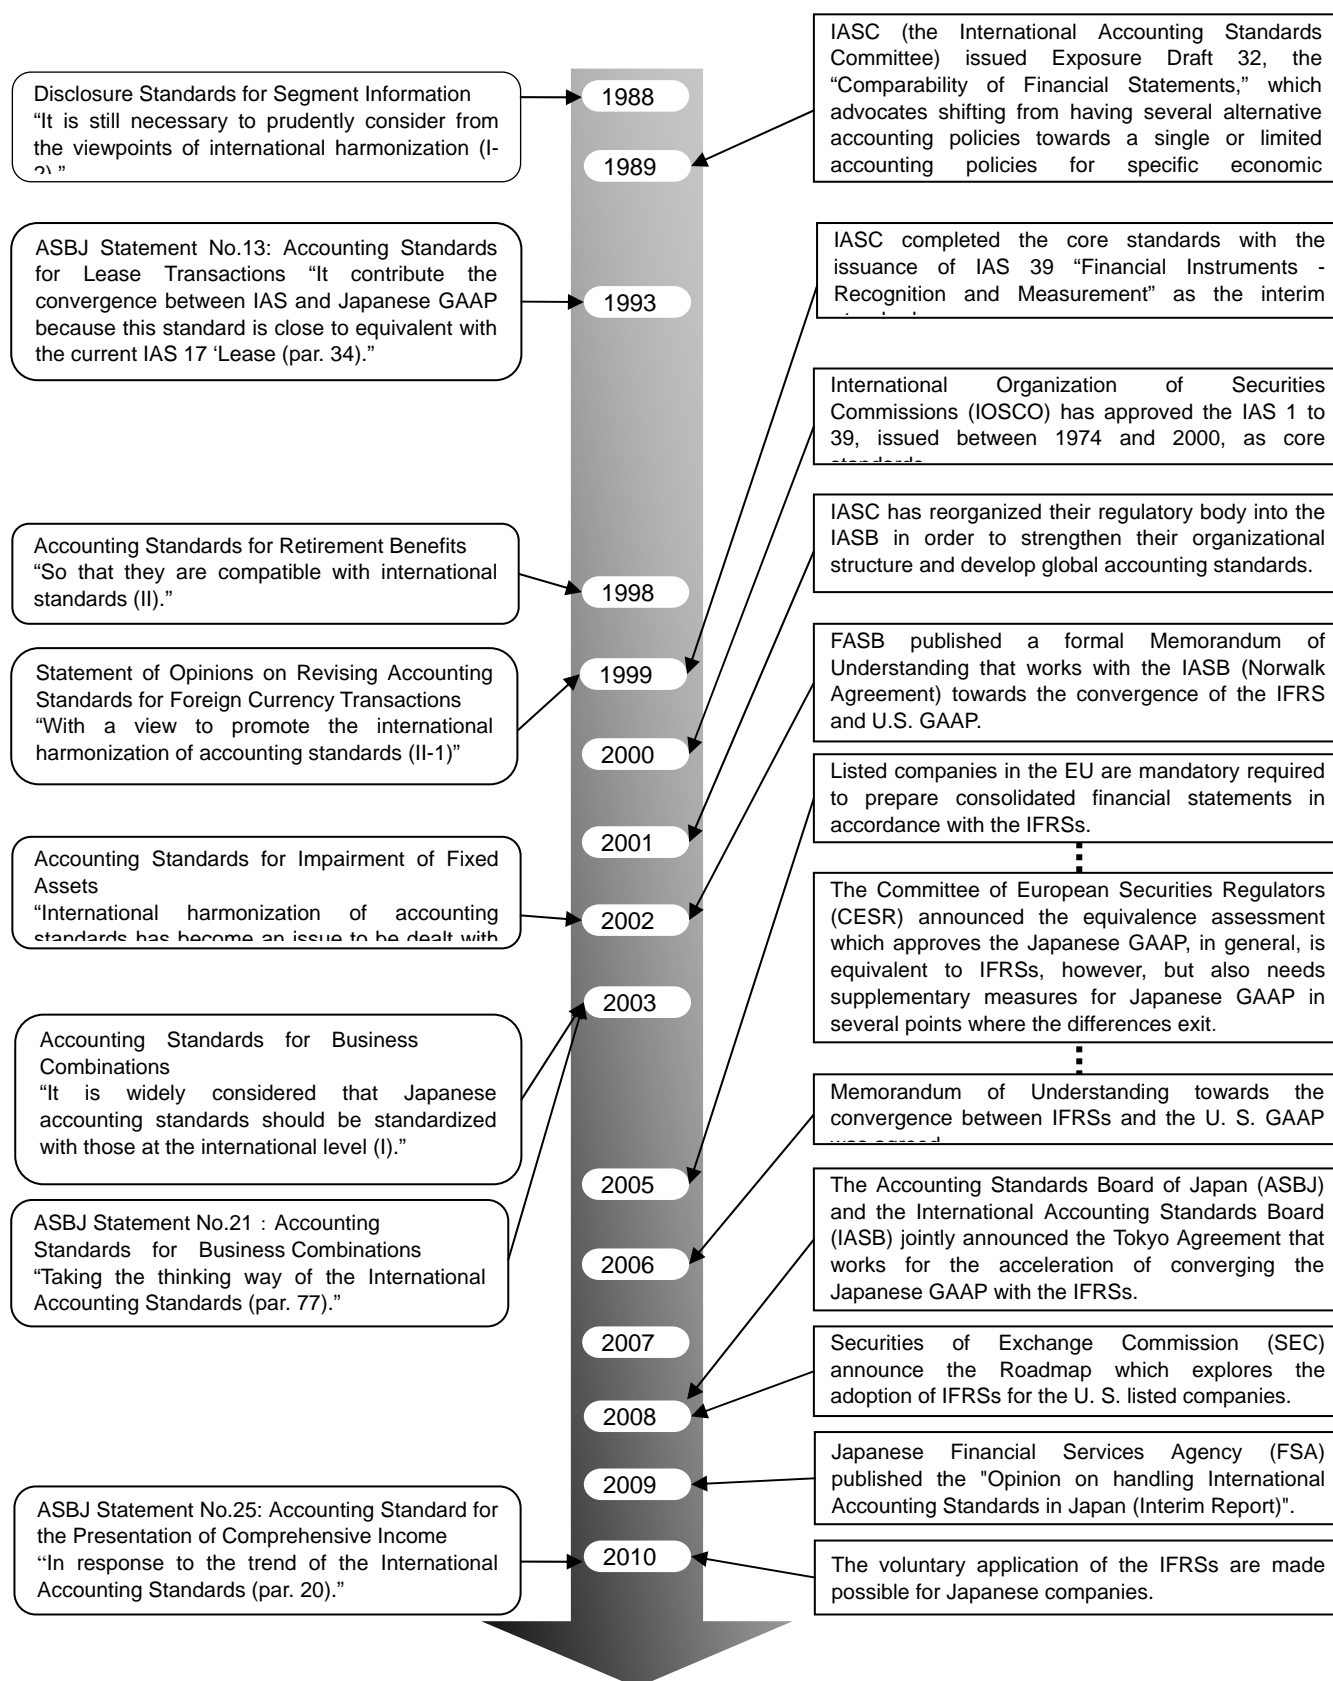 Disclosure Standards for Segment Information
“It is still necessary to prudently consider from
the viewpoints of international harmonization (I-
2).”
ASBJ Statement No.13: Accounting Standards
for Lease Transactions “It contribute the
convergence between IAS and Japanese GAAP
because this standard is close to equivalent with
the current IAS 17 ‘Lease (par. 34).”
Accounting Standards for Retirement Benefits
“So that they are compatible with international
standards (II).”
Statement of Opinions on Revising Accounting
Standards for Foreign Currency Transactions
“With a view to promote the international
harmonization of accounting standards (II-1)”
Accounting Standards for Impairment of Fixed
Assets
“International harmonization of accounting
standards has become an issue to be dealt with
Accounting Standards for Business
Combinations
“It is widely considered that Japanese
accounting standards should be standardized
with those at the international level (I).”
ASBJ Statement No.21 : Accounting
Standards for Business Combinations
“Taking the thinking way of the International
Accounting Standards (par. 77).”
ASBJ Statement No.25: Accounting Standard for
the Presentation of Comprehensive Income
“In response to the trend of the International
Accounting Standards (par. 20).”
1988
1989
1993
1998
1999
2000
2001
2002
2003
2005
2006
2007
2008
2009
2010
IASC (the International Accounting Standards
Committee) issued Exposure Draft 32, the
“Comparability of Financial Statements,” which
advocates shifting from having several alternative
accounting policies towards a single or limited
accounting policies for specific economic
IASC completed the core standards with the
issuance of IAS 39 “Financial Instruments -
Recognition and Measurement” as the interim
International Organization of Securities
Commissions (IOSCO) has approved the IAS 1 to
39, issued between 1974 and 2000, as core
standards
IASC has reorganized their regulatory body into the
IASB in order to strengthen their organizational
structure and develop global accounting standards.
FASB published a formal Memorandum of
Understanding that works with the IASB (Norwalk
Agreement) towards the convergence of the IFRS
and U.S. GAAP.
Listed companies in the EU are mandatory required
to prepare consolidated financial statements in
accordance with the IFRSs.
The Committee of European Securities Regulators
(CESR) announced the equivalence assessment
which approves the Japanese GAAP, in general, is
equivalent to IFRSs, however, but also needs
supplementary measures for Japanese GAAP in
several points where the differences exit.
Memorandum of Understanding towards the
convergence between IFRSs and the U. S. GAAP
was agreed
The Accounting Standards Board of Japan (ASBJ)
and the International Accounting Standards Board
(IASB) jointly announced the Tokyo Agreement that
works for the acceleration of converging the
Japanese GAAP with the IFRSs.
Securities of Exchange Commission (SEC)
announce the Roadmap which explores the
adoption of IFRSs for the U. S. listed companies.
Japanese Financial Services Agency (FSA)
published the "Opinion on handling International
Accounting Standards in Japan (Interim Report)".
The voluntary application of the IFRSs are made
possible for Japanese companies.